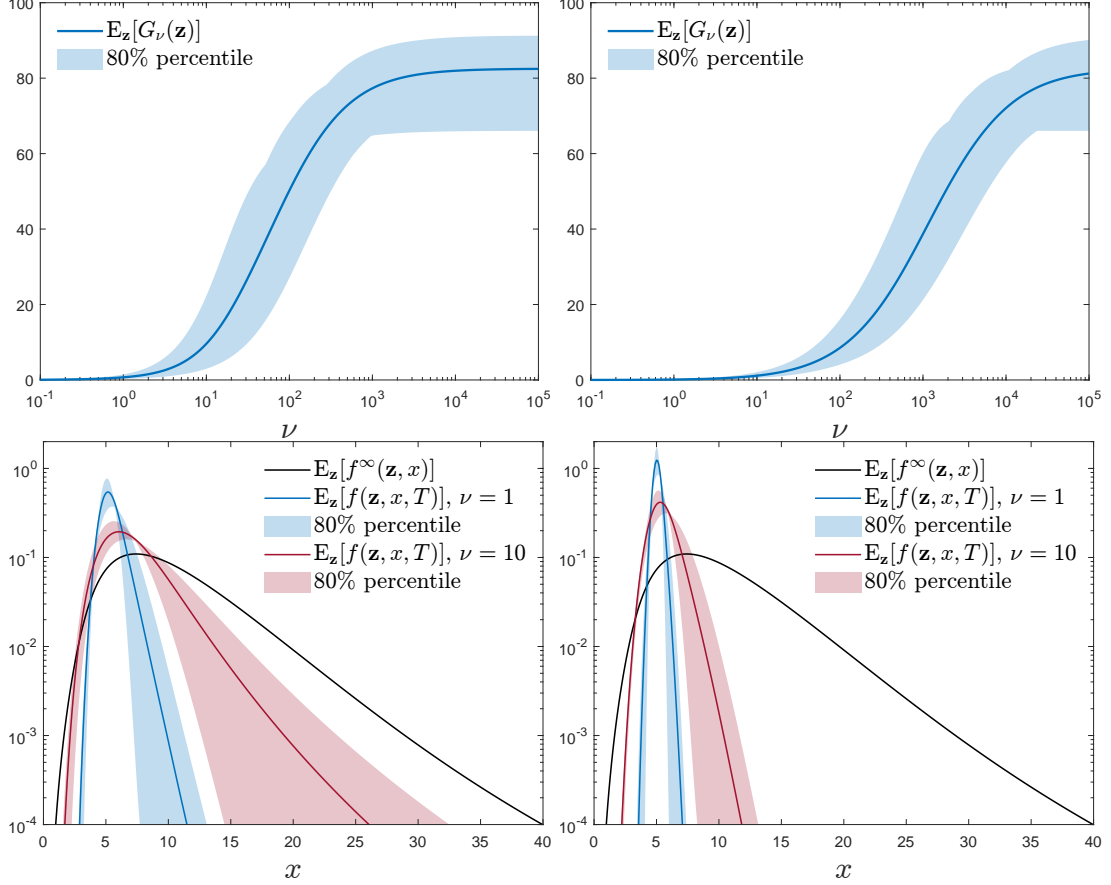 100
80
60
40
20
0
E_z[G_ν(z)]
80% percentile
10^-1
10^0
10^1
10^2
10^3
10^4
10^5
ν
100
80
60
40
20
0
E_z[G_ν(z)]
80% percentile
10^-1
10^0
10^1
10^2
10^3
10^4
10^5
ν
10^0
10^-1
10^-2
10^-3
10^-4
E_z[f^∞(z, x)]
E_z[f(z, x, T)], ν = 1
80% percentile
E_z[f(z, x, T)], ν = 10
80% percentile
0 5 10 15 20 25 30 35 40
x
10^0
10^-1
10^-2
10^-3
10^-4
E_z[f^∞(z, x)]
E_z[f(z, x, T)], ν = 1
80% percentile
E_z[f(z, x, T)], ν = 10
80% percentile
0 5 10 15 20 25 30 35 40
x